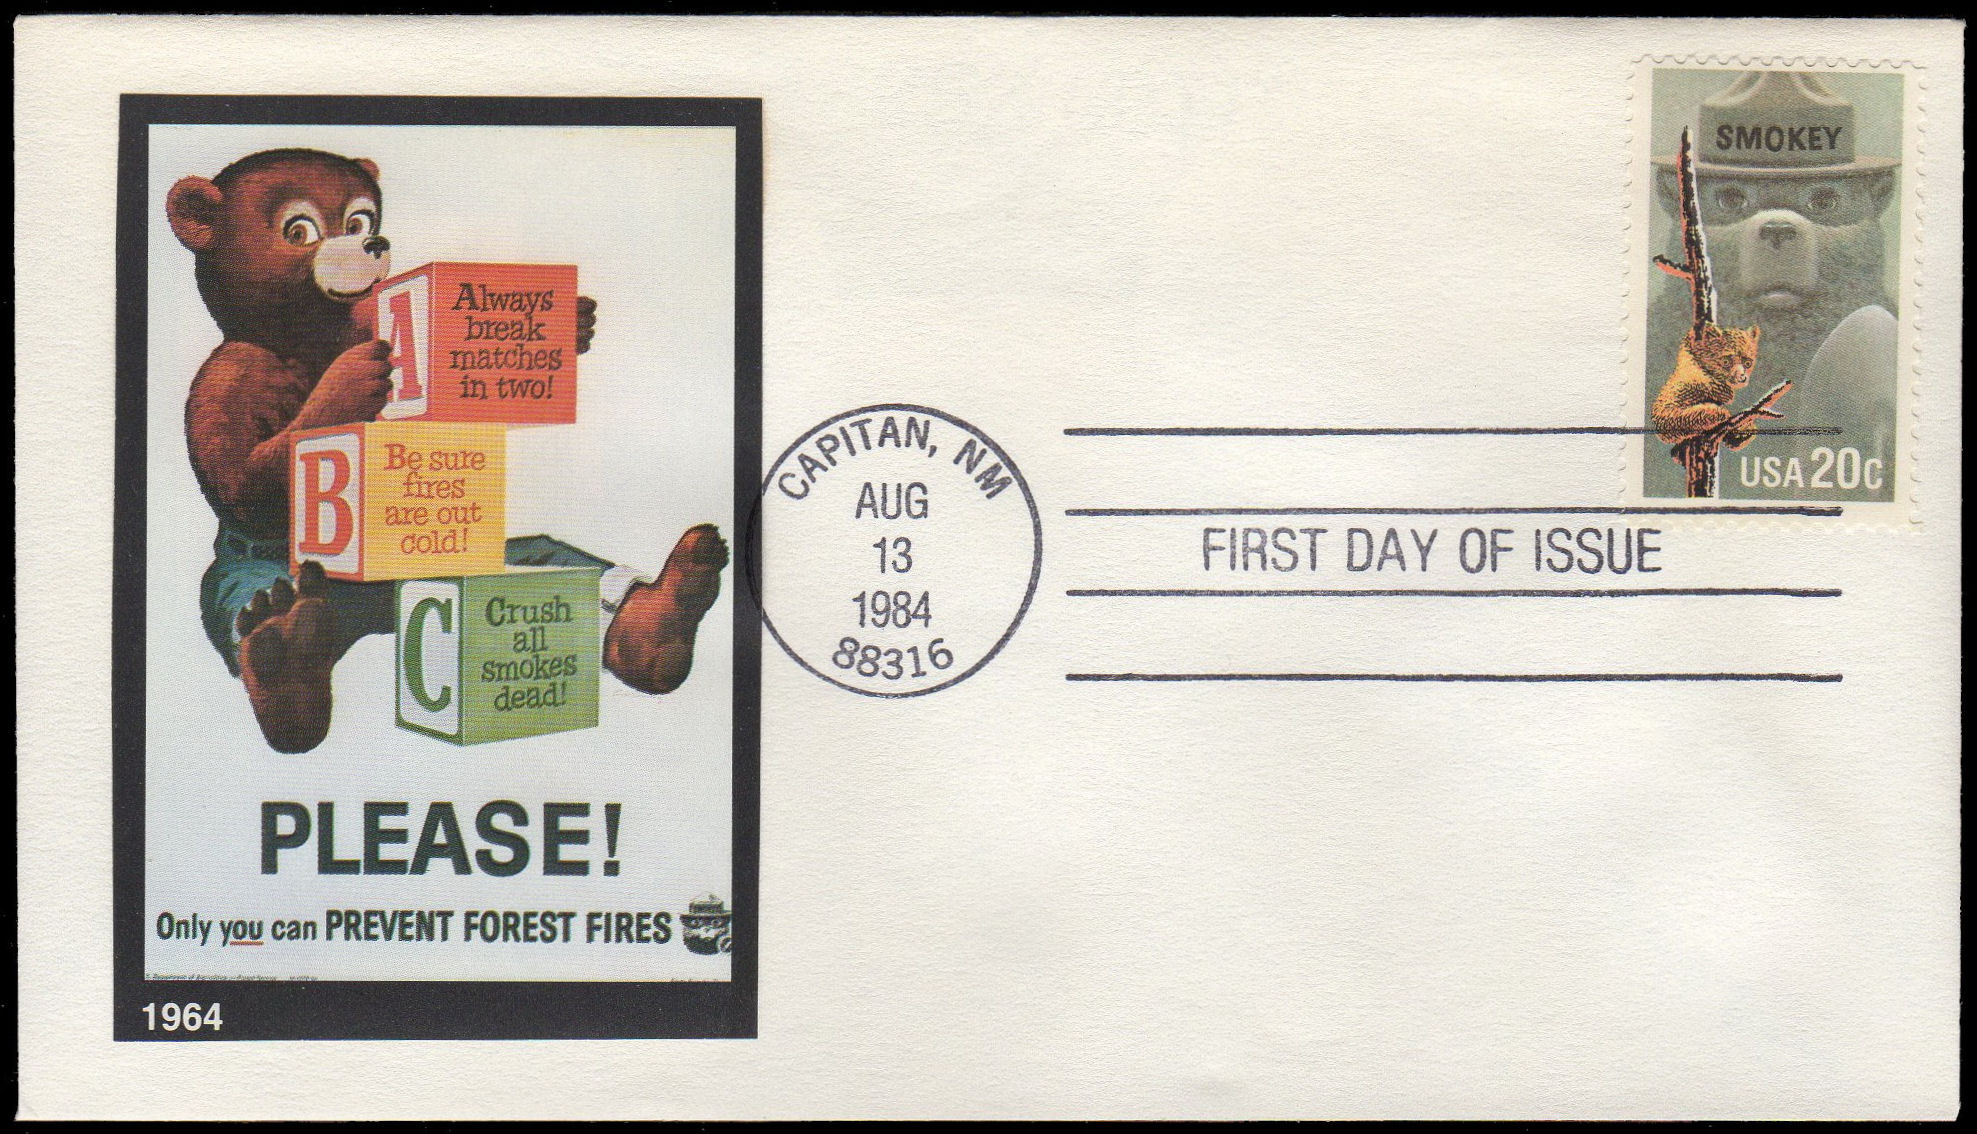 A
Always
break
matches
in two!
B
Be sure
fires
are out
cold!
C
Crush
all
smokes
dead!
PLEASE!
Only you can PREVENT FOREST FIRES
1964
CAPITAN, NM
AUG
13
1984
88316
FIRST DAY OF ISSUE
SMOKEY
USA 20c